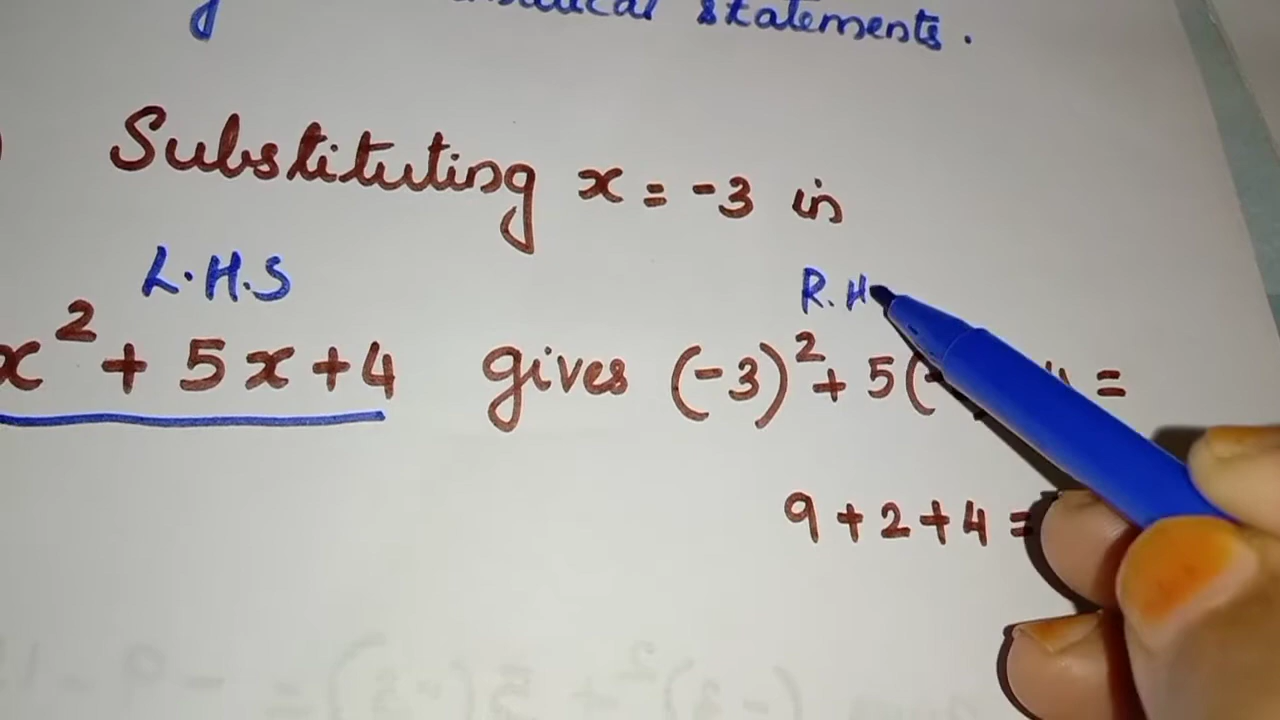 statements.
Substituting x = -3 in
L.H.S R. H
x² + 5x + 4 gives (-3)² + 5(- =
9 + 2 + 4 =